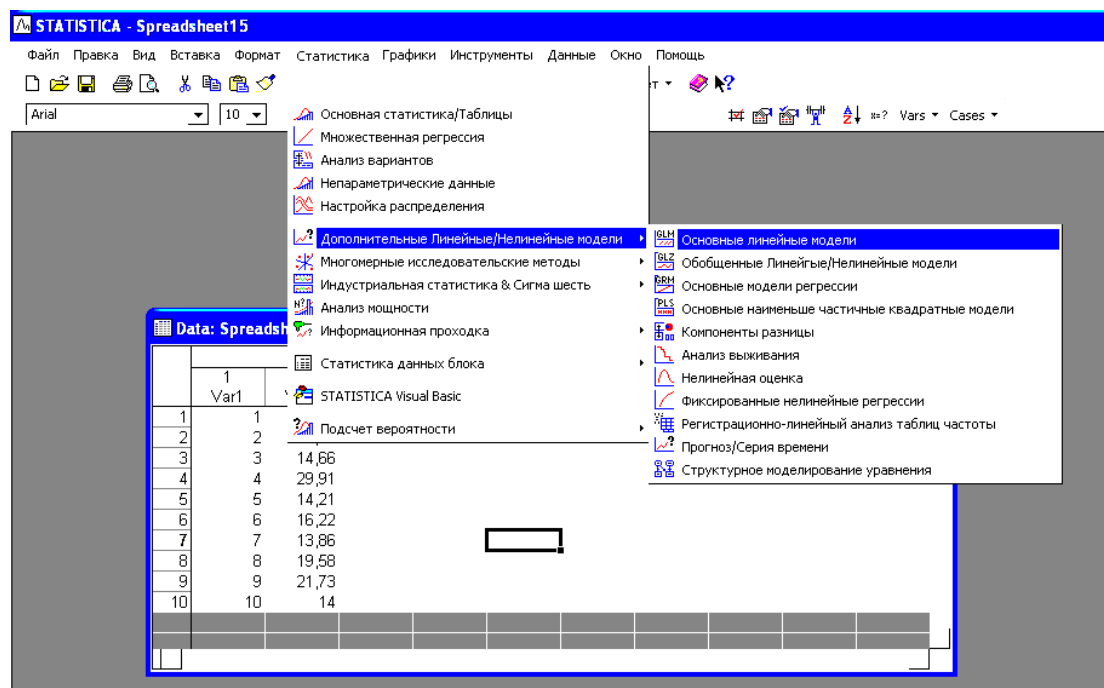 STATISTICA - Spreadsheet15
Файл Правка Вид Вставка Формат Статистика Графики Инструменты Данные Окно Помощь
Arial 10 Vars Cases
Основная статистика/Таблицы
Множественная регрессия
Анализ вариантов
Непараметрические данные
Настройка распределения
Дополнительные Линейные/Нелинейные модели
Многомерные исследовательские методы
Индустриальная статистика & Сигма шесть
Анализ мощности
Информационная проходка
Статистика данных блока
STATISTICA Visual Basic
Подсчет вероятности
GLM Основные линейные модели
GLZ Обобщенные Линейгые/Нелинейные модели
GRM Основные модели регрессии
PLS Основные наименьше частичные квадратные модели
Компоненты разницы
Анализ выживания
Нелинейная оценка
Фиксированные нелинейные регрессии
Регистрационно-линейный анализ таблиц частоты
Прогноз/Серия времени
Структурное моделирование уравнения
Data:
1
Var1
1 1
2 2
3 3 14,66
4 4 29,91
5 5 14,21
6 6 16,22
7 7 13,86
8 8 19,58
9 9 21,73
10 10 14